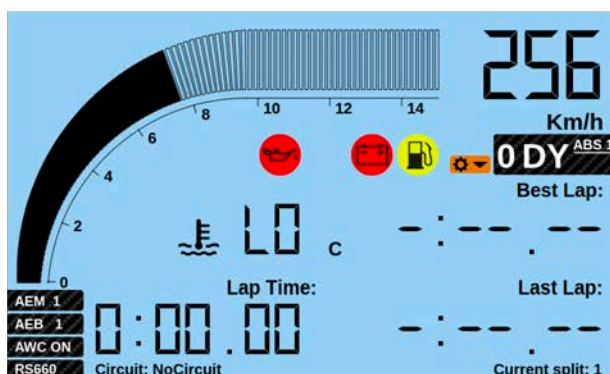 256
Km/h
14
12
10
8
6
4
2
0
0 DY ABS 1
Best Lap:
- : -- . --
LO C
Lap Time:
0:00.00
Last Lap:
- : -- . --
AEM 1
AEB 1
AWC ON
RS660
Circuit: NoCircuit
Current split: 1